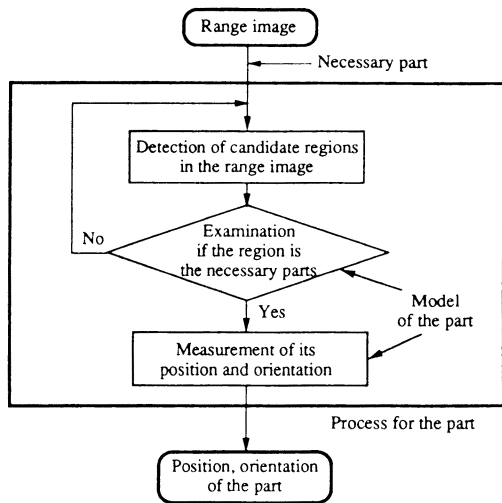 Range image
Necessary part
Detection of candidate regions
in the range image
Examination
if the region is
the necessary parts
No
Yes
Model
of the part
Measurement of its
position and orientation
Process for the part
Position, orientation
of the part